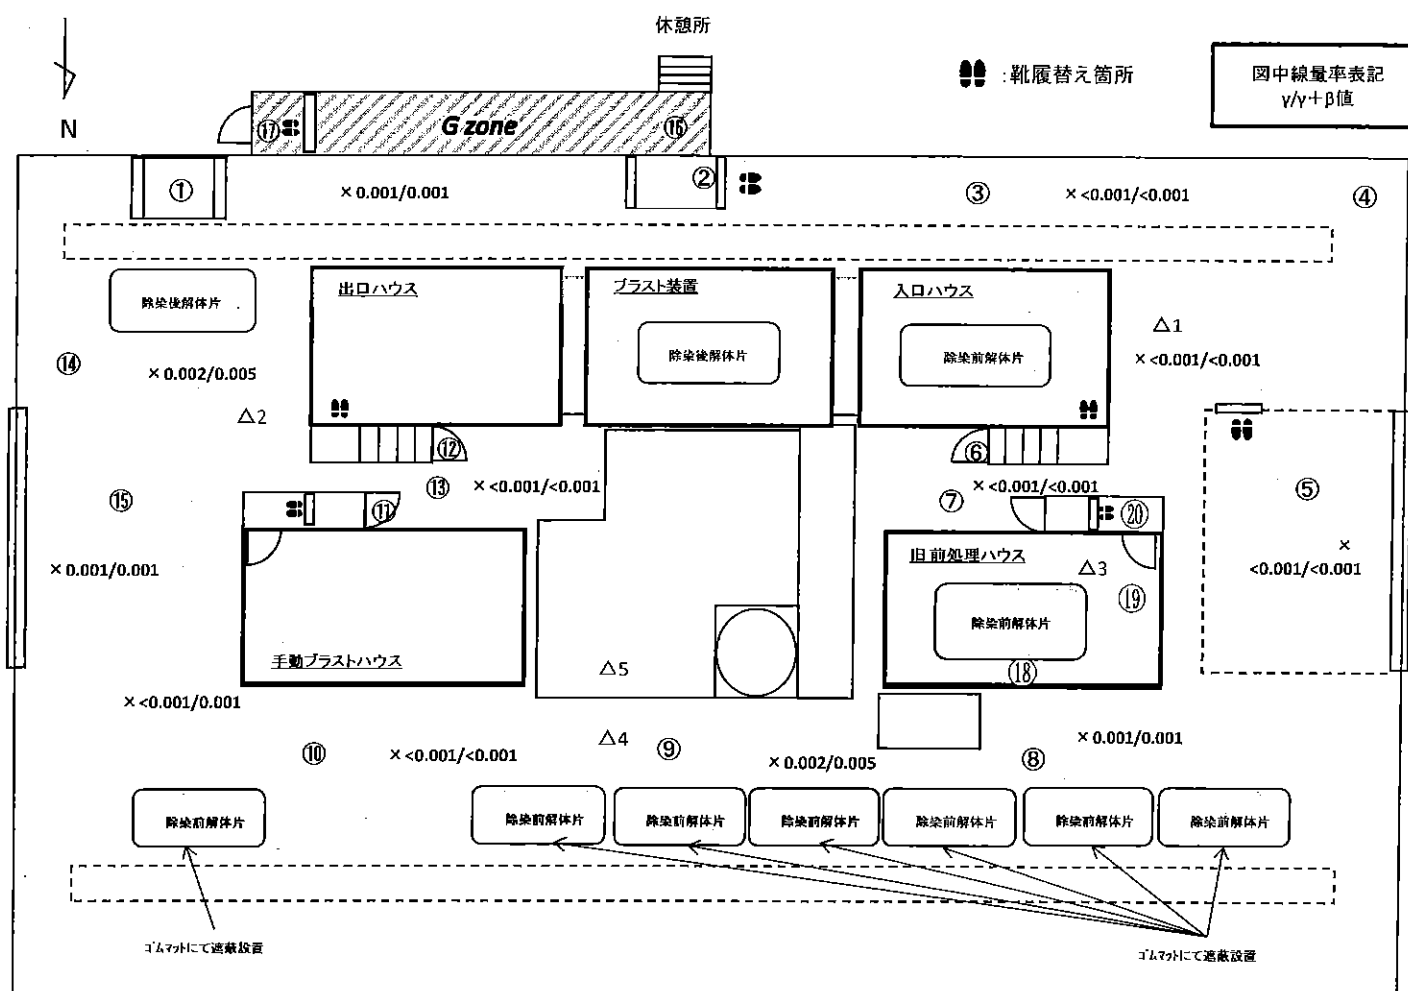 休憩所
:靴履替え箇所
図中線量率表記
γ/γ+β値
N
⑰
G zone
⑯
①
× 0.001/0.001
②
③
× <0.001/<0.001
④
出口ハウス
ブラスト装置
入口ハウス
除染後解体片
除染後解体片
除染前解体片
△1
× <0.001/<0.001
⑭
× 0.002/0.005
△2
⑫
⑥
⑬
× <0.001/<0.001
× <0.001/<0.001
⑤
⑮
⑪
⑦
⑳
×
<0.001/<0.001
× 0.001/0.001
旧前処理ハウス
△3
⑲
除染前解体片
手動ブラストハウス
△5
⑱
× <0.001/0.001
⑩
× <0.001/<0.001
△4
⑨
× 0.002/0.005
⑧
× 0.001/0.001
除染前解体片
除染前解体片
除染前解体片
除染前解体片
除染前解体片
除染前解体片
除染前解体片
ゴムマットにて遮蔽設置
ゴムマットにて遮蔽設置